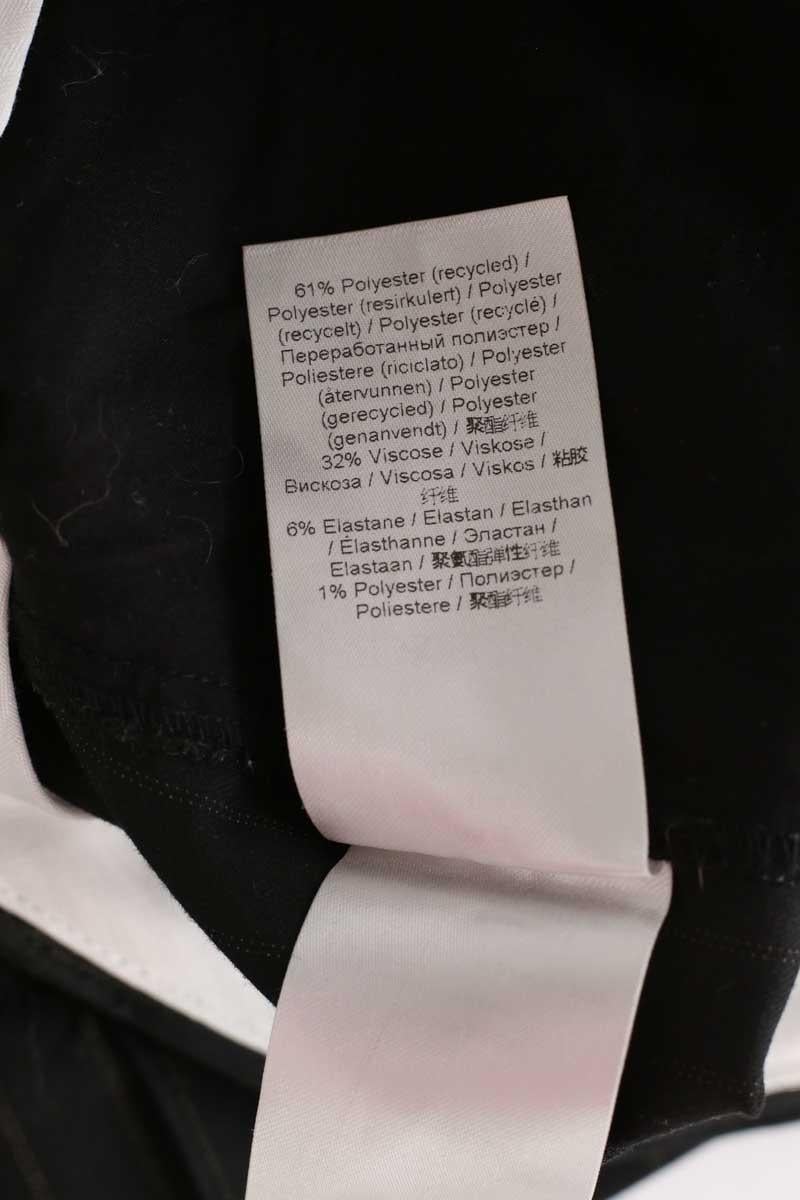 61% Polyester (recycled) /
Polyester (resirkulert) / Polyester
(recycelt) / Polyester (recyclé) /
Переработанный полиэстер /
Poliestere (riciclato) / Polyester
(återvunnen) / Polyester
(gerecycled) / Polyester
(genanvendt) / 聚酯纤维
32% Viscose / Viskose /
Вискоза / Viscosa / Viskos / 粘胶
纤维
6% Elastane / Elastan / Elasthan
/ Élasthanne / Эластан /
Elastaan / 聚氨酯弹性纤维
1% Polyester / Полиэстер /
Poliestere / 聚酯纤维